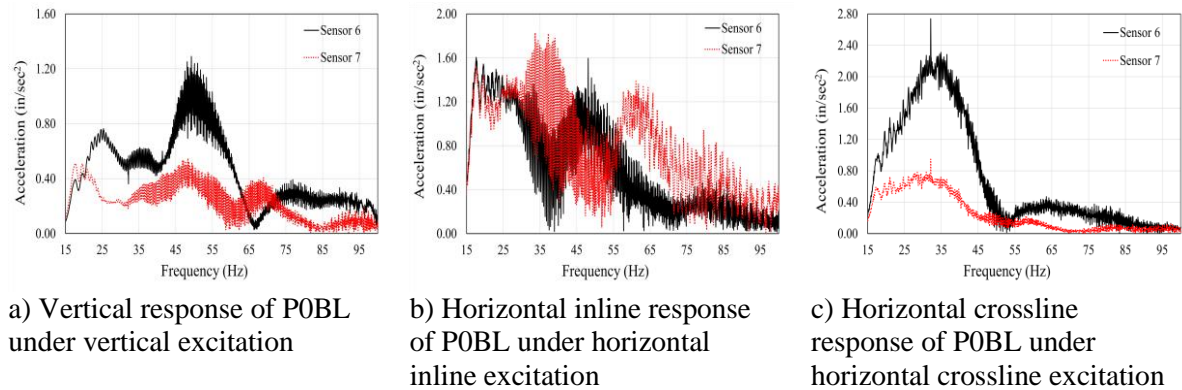 1.60
1.20
0.80
0.40
0.00
Acceleration (in/sec²)
15 25 35 45 55 65 75 85 95
Frequency (Hz)
Sensor 6
Sensor 7
a) Vertical response of P0BL
under vertical excitation
2.00
1.60
1.20
0.80
0.40
0.00
Acceleration (in/sec²)
15 25 35 45 55 65 75 85 95
Frequency (Hz)
Sensor 6
Sensor 7
b) Horizontal inline response
of P0BL under horizontal
inline excitation
2.80
2.40
2.00
1.60
1.20
0.80
0.40
0.00
Acceleration (in/sec²)
15 25 35 45 55 65 75 85 95
Frequency (Hz)
Sensor 6
Sensor 7
c) Horizontal crossline
response of P0BL under
horizontal crossline excitation